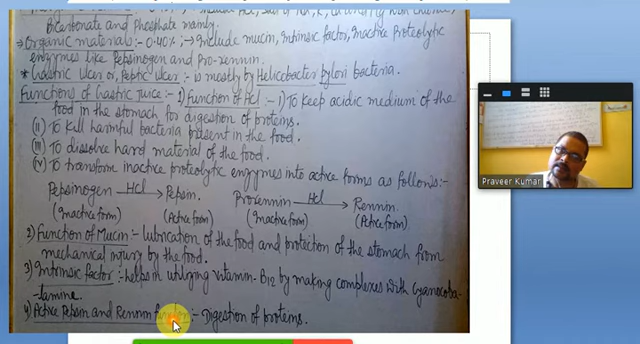 Bicarbonate and Phosphate mainly.
→ Organic materials :- 0.40% :→ Include mucin, Intrinsic factor, Inactive Proteolytic
enzymes like Pepsinogen and Pro-rennin.
* Gastric Ulcer or, Peptic Ulcer :- is mostly by Helicobacter pylori bacteria.
Functions of Gastric Juice :- 1) Function of Hcl :- i) To keep acidic medium of the
food in the stomach for digestion of proteins.
(ii) To kill harmful bacteria present in the food.
(iii) To dissolve hard material of the food.
(iv) To transform inactive proteolytic enzymes into active forms as follows :-
Pepsinogen —HCl→ Pepsin. Prorennin —HCl→ Rennin.
(Inactive form) (Active form) (Inactive form) (Active form)
2) Function of Mucin :- lubrication of the food and protection of the stomach from
mechanical injury by the food.
3) Intrinsic factor :- helps in utilizing vitamin-B12 by making complexes with Cyanocoba-
-lamine.
4) Active Pepsin and Rennin function :- Digestion of proteins.
Praveer Kumar